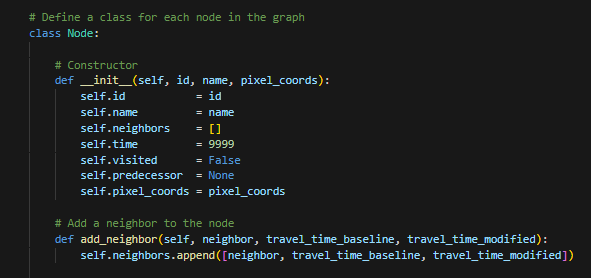 # Define a class for each node in the graph
class Node:
# Constructor
def __init__(self, id, name, pixel_coords):
self.id = id
self.name = name
self.neighbors = []
self.time = 9999
self.visited = False
self.predecessor = None
self.pixel_coords = pixel_coords
# Add a neighbor to the node
def add_neighbor(self, neighbor, travel_time_baseline, travel_time_modified):
self.neighbors.append([neighbor, travel_time_baseline, travel_time_modified])